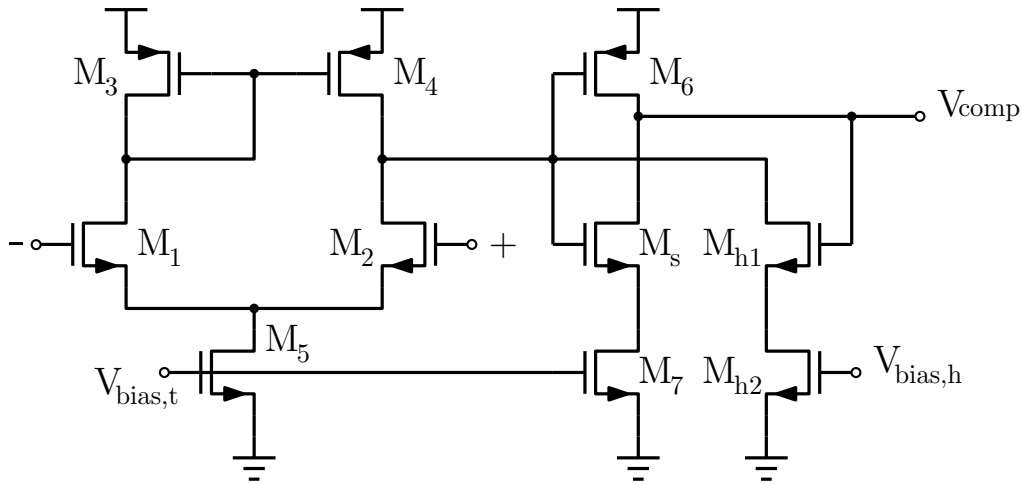 M3
M4
M6
Vcomp
− M1
M2 +
Ms
Mh1
M5
Vbias,t
M7
Mh2
Vbias,h